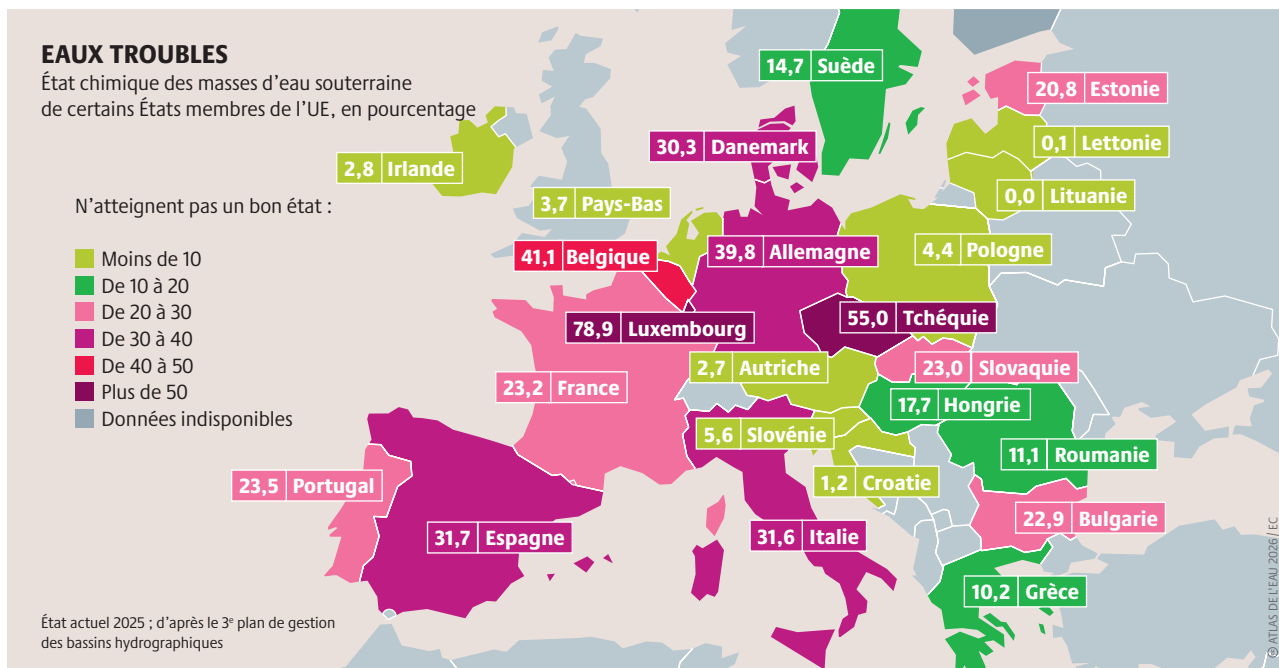 EAUX TROUBLES
État chimique des masses d'eau souterraine
de certains États membres de l'UE, en pourcentage
N'atteignent pas un bon état :
Moins de 10
De 10 à 20
De 20 à 30
De 30 à 40
De 40 à 50
Plus de 50
Données indisponibles
14,7 Suède
20,8 Estonie
0,1 Lettonie
30,3 Danemark
2,8 Irlande
0,0 Lituanie
3,7 Pays-Bas
41,1 Belgique
39,8 Allemagne
4,4 Pologne
78,9 Luxembourg
55,0 Tchéquie
2,7 Autriche
23,0 Slovaquie
23,2 France
17,7 Hongrie
5,6 Slovénie
11,1 Roumanie
1,2 Croatie
23,5 Portugal
22,9 Bulgarie
31,7 Espagne
31,6 Italie
10,2 Grèce
État actuel 2025 ; d'après le 3e plan de gestion
des bassins hydrographiques
© ATLAS DE L'EAU 2026 / EC